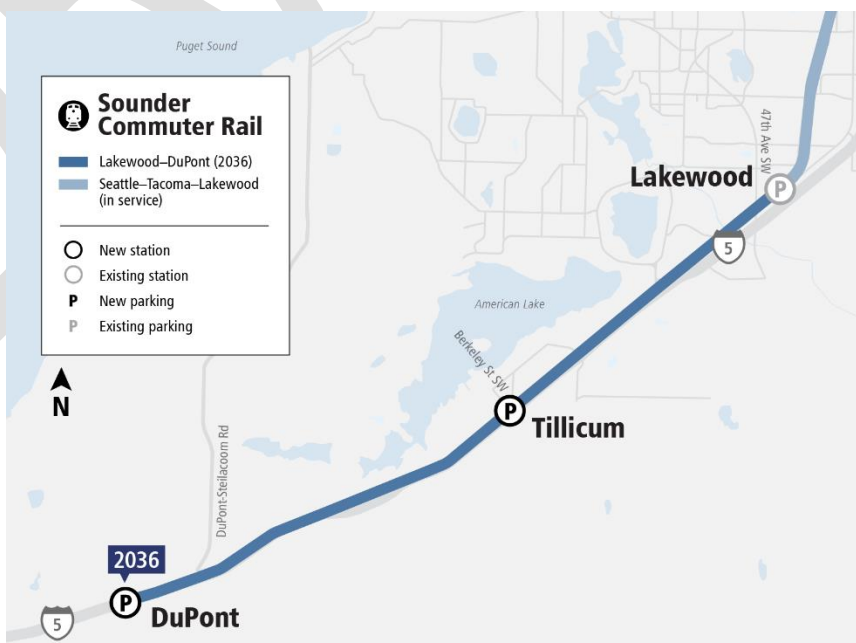 Puget Sound
Sounder
Commuter Rail
Lakewood–DuPont (2036)
Seattle–Tacoma–Lakewood
(in service)
New station
Existing station
P New parking
P Existing parking
N
47th Ave SW
Lakewood
P
5
American Lake
Berkeley St SW
P
Tillicum
DuPont-Steilacoom Rd
2036
P
DuPont
5